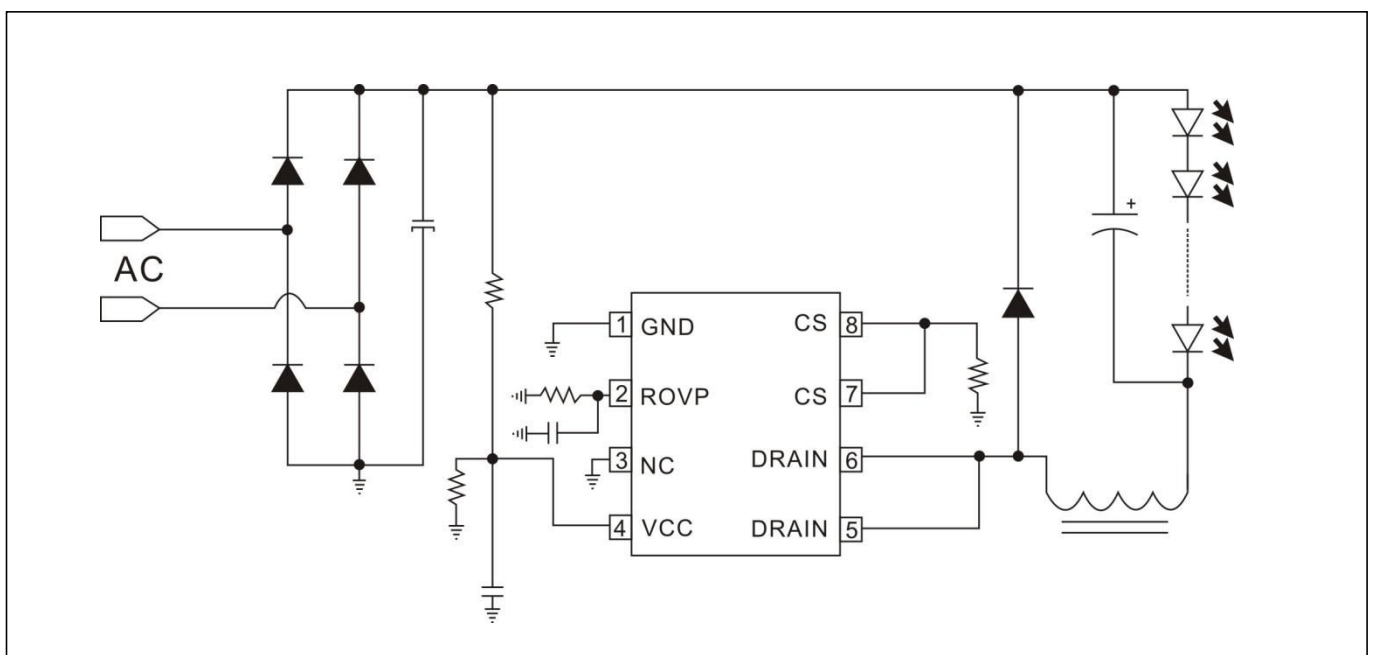 AC
+
1 GND
2 ROVP
3 NC
4 VCC
CS 8
CS 7
DRAIN 6
DRAIN 5